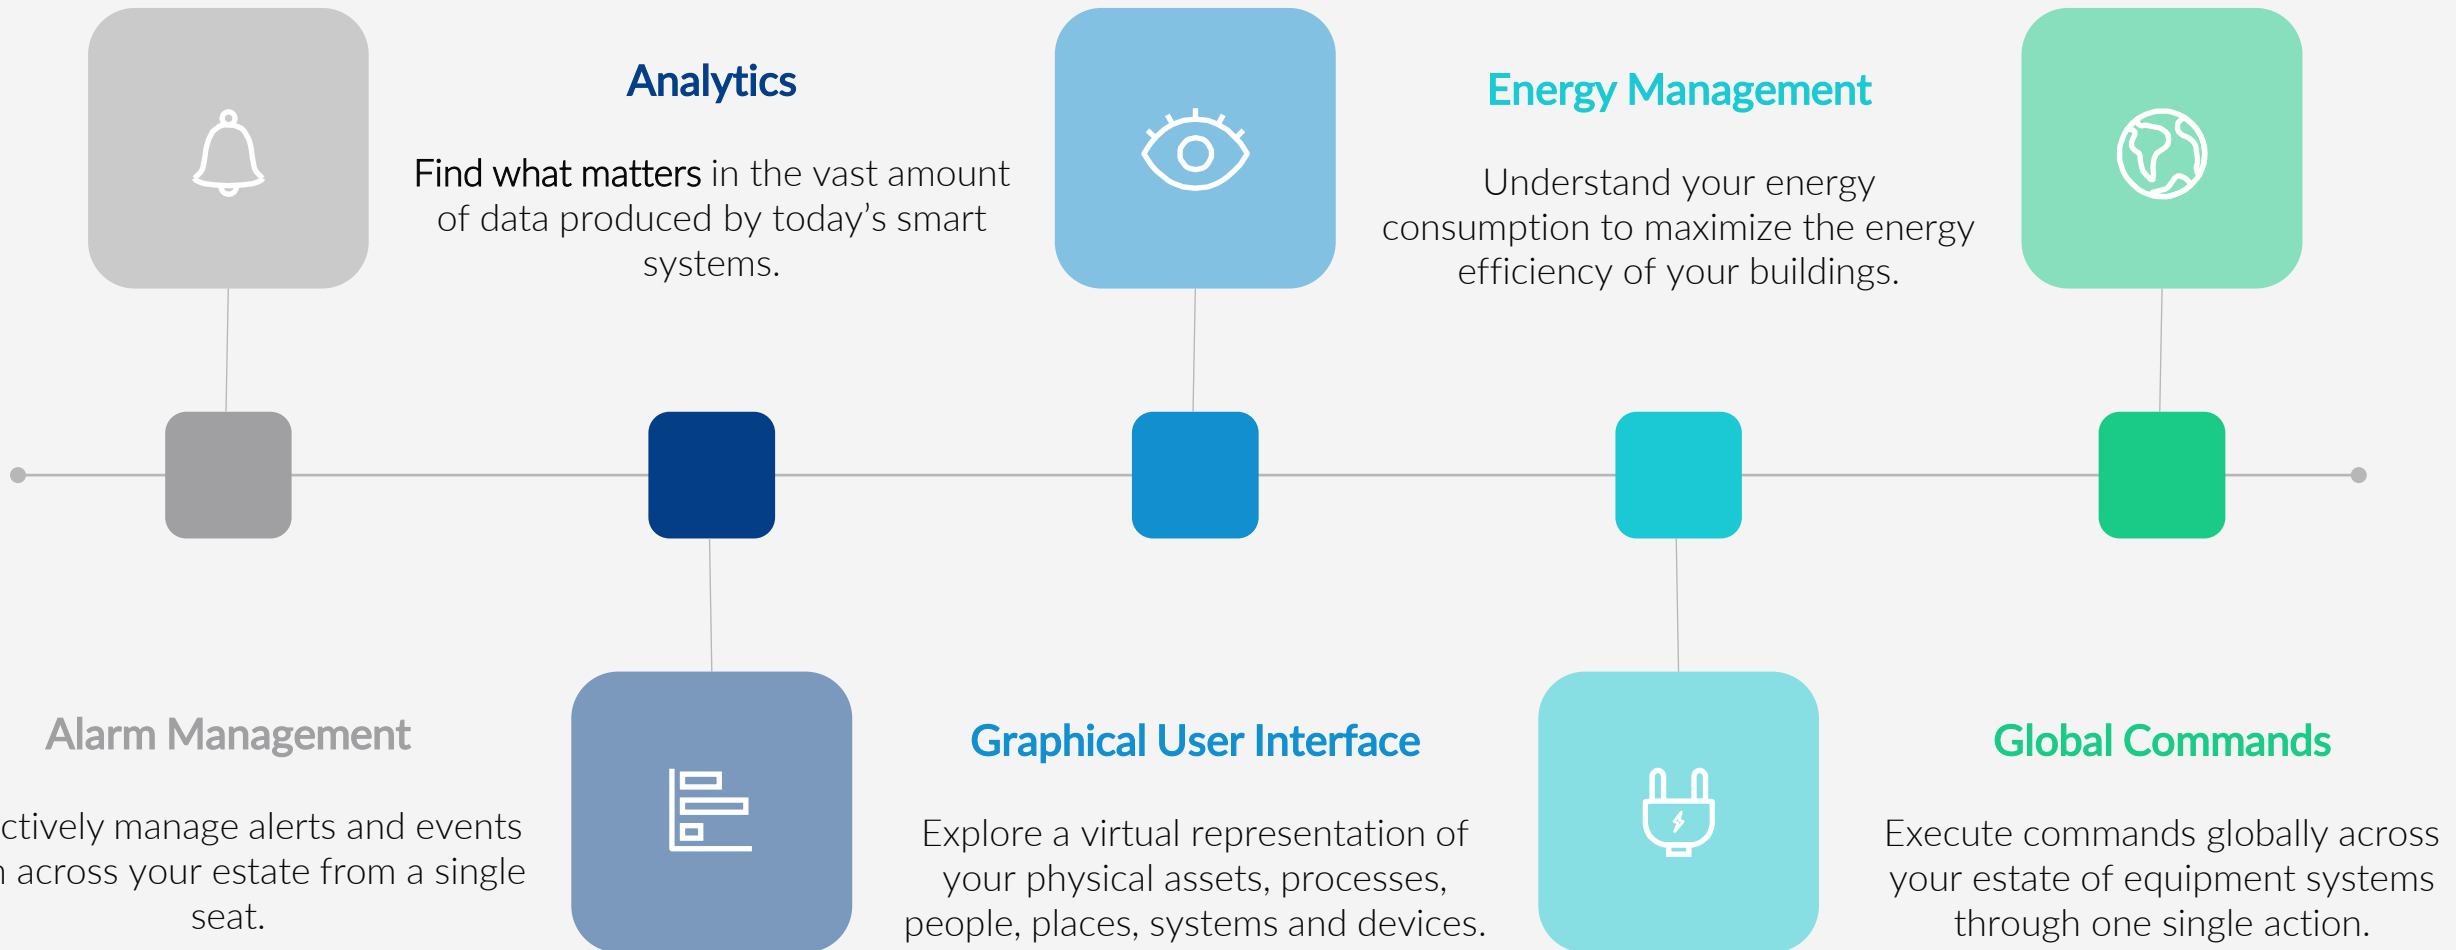 Analytics
Find what matters in the vast amount
of data produced by today’s smart
systems.
Energy Management
Understand your energy
consumption to maximize the energy
efficiency of your buildings.
Alarm Management
manage alerts and events
across your estate from a single
seat.
Graphical User Interface
Explore a virtual representation of
your physical assets, processes,
people, places, systems and devices.
Global Commands
Execute commands globally across
your estate of equipment systems
through one single action.